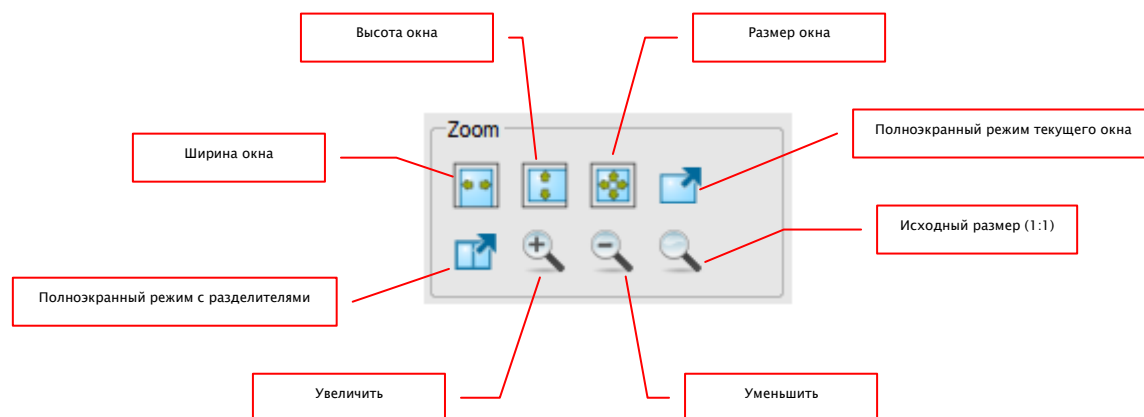 Высота окна
Размер окна
Zoom
Полноэкранный режим текущего окна
Ширина окна
Исходный размер (1:1)
Полноэкранный режим с разделителями
Увеличить
Уменьшить